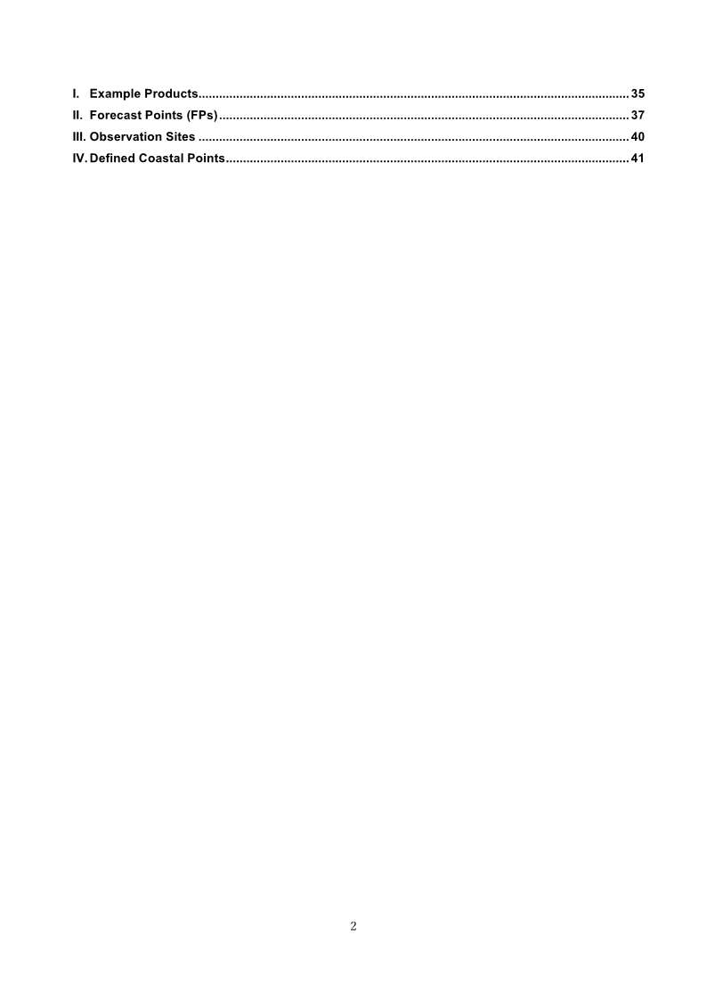 I. Example Products............................................................................................................................. 35
II. Forecast Points (FPs)....................................................................................................................... 37
III. Observation Sites ............................................................................................................................. 40
IV. Defined Coastal Points..................................................................................................................... 41
2